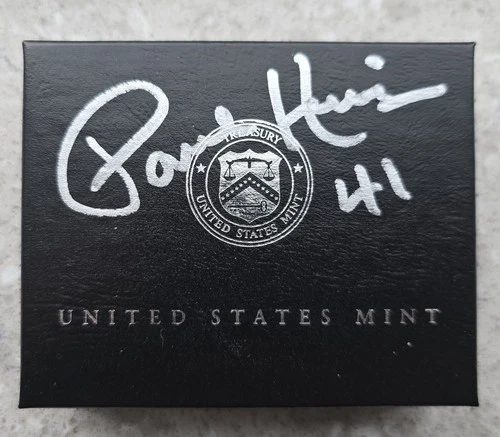 41
TREASURY
UNITED STATES MINT
UNITED STATES MINT